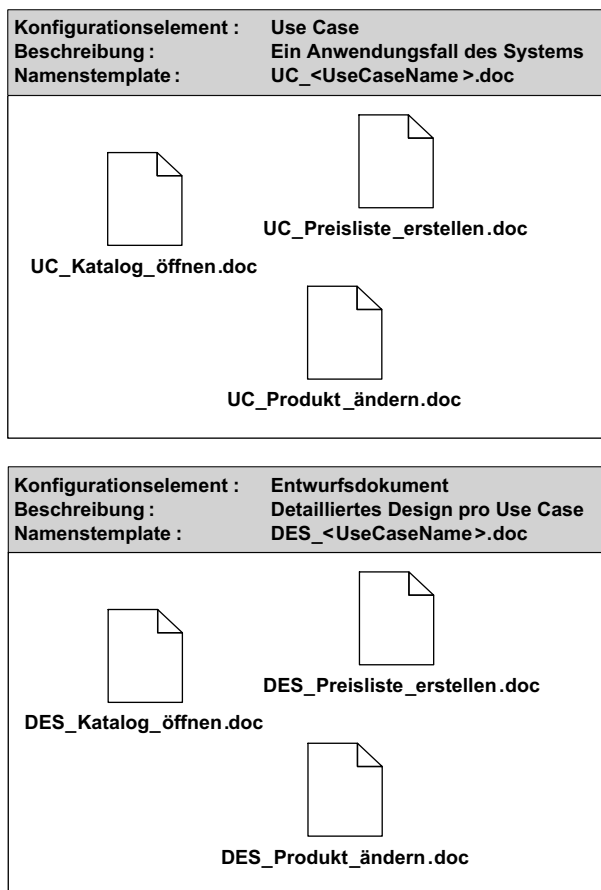 Konfigurationselement : Use Case
Beschreibung : Ein Anwendungsfall des Systems
Namenstemplate : UC_<UseCaseName >.doc
UC_Preisliste_erstellen.doc
UC_Katalog_öffnen.doc
UC_Produkt_ändern.doc
Konfigurationselement : Entwurfsdokument
Beschreibung : Detailliertes Design pro Use Case
Namenstemplate : DES_<UseCaseName>.doc
DES_Preisliste_erstellen.doc
DES_Katalog_öffnen.doc
DES_Produkt_ändern.doc